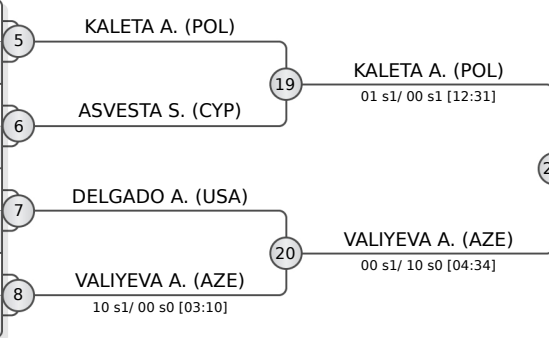 KALETA A. (POL)
5
19
KALETA A. (POL)
01 s1/ 00 s1 [12:31]
ASVESTA S. (CYP)
6
DELGADO A. (USA)
7
20
VALIYEVA A. (AZE)
00 s1/ 10 s0 [04:34]
VALIYEVA A. (AZE)
8
10 s1/ 00 s0 [03:10]